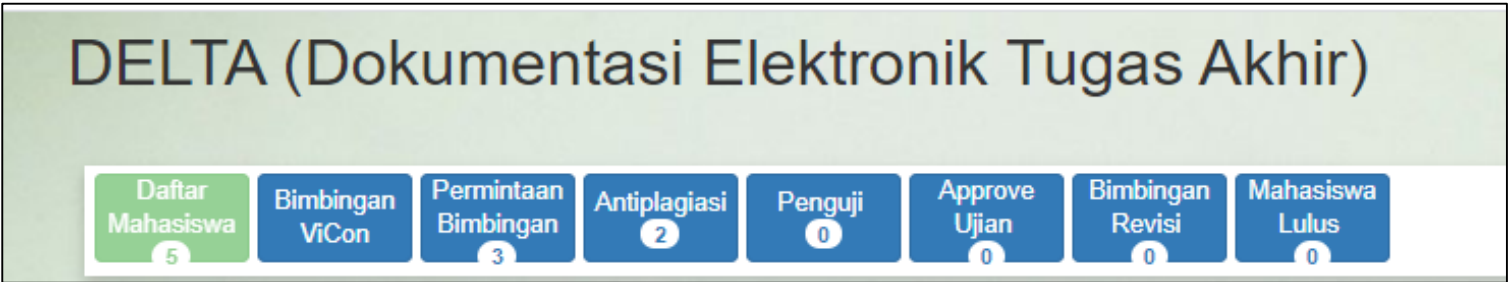 DELTA (Dokumentasi Elektronik Tugas Akhir)
Daftar
Mahasiswa
5
Bimbingan
ViCon
Permintaan
Bimbingan
3
Antiplagiasi
2
Penguji
0
Approve
Ujian
0
Bimbingan
Revisi
0
Mahasiswa
Lulus
0